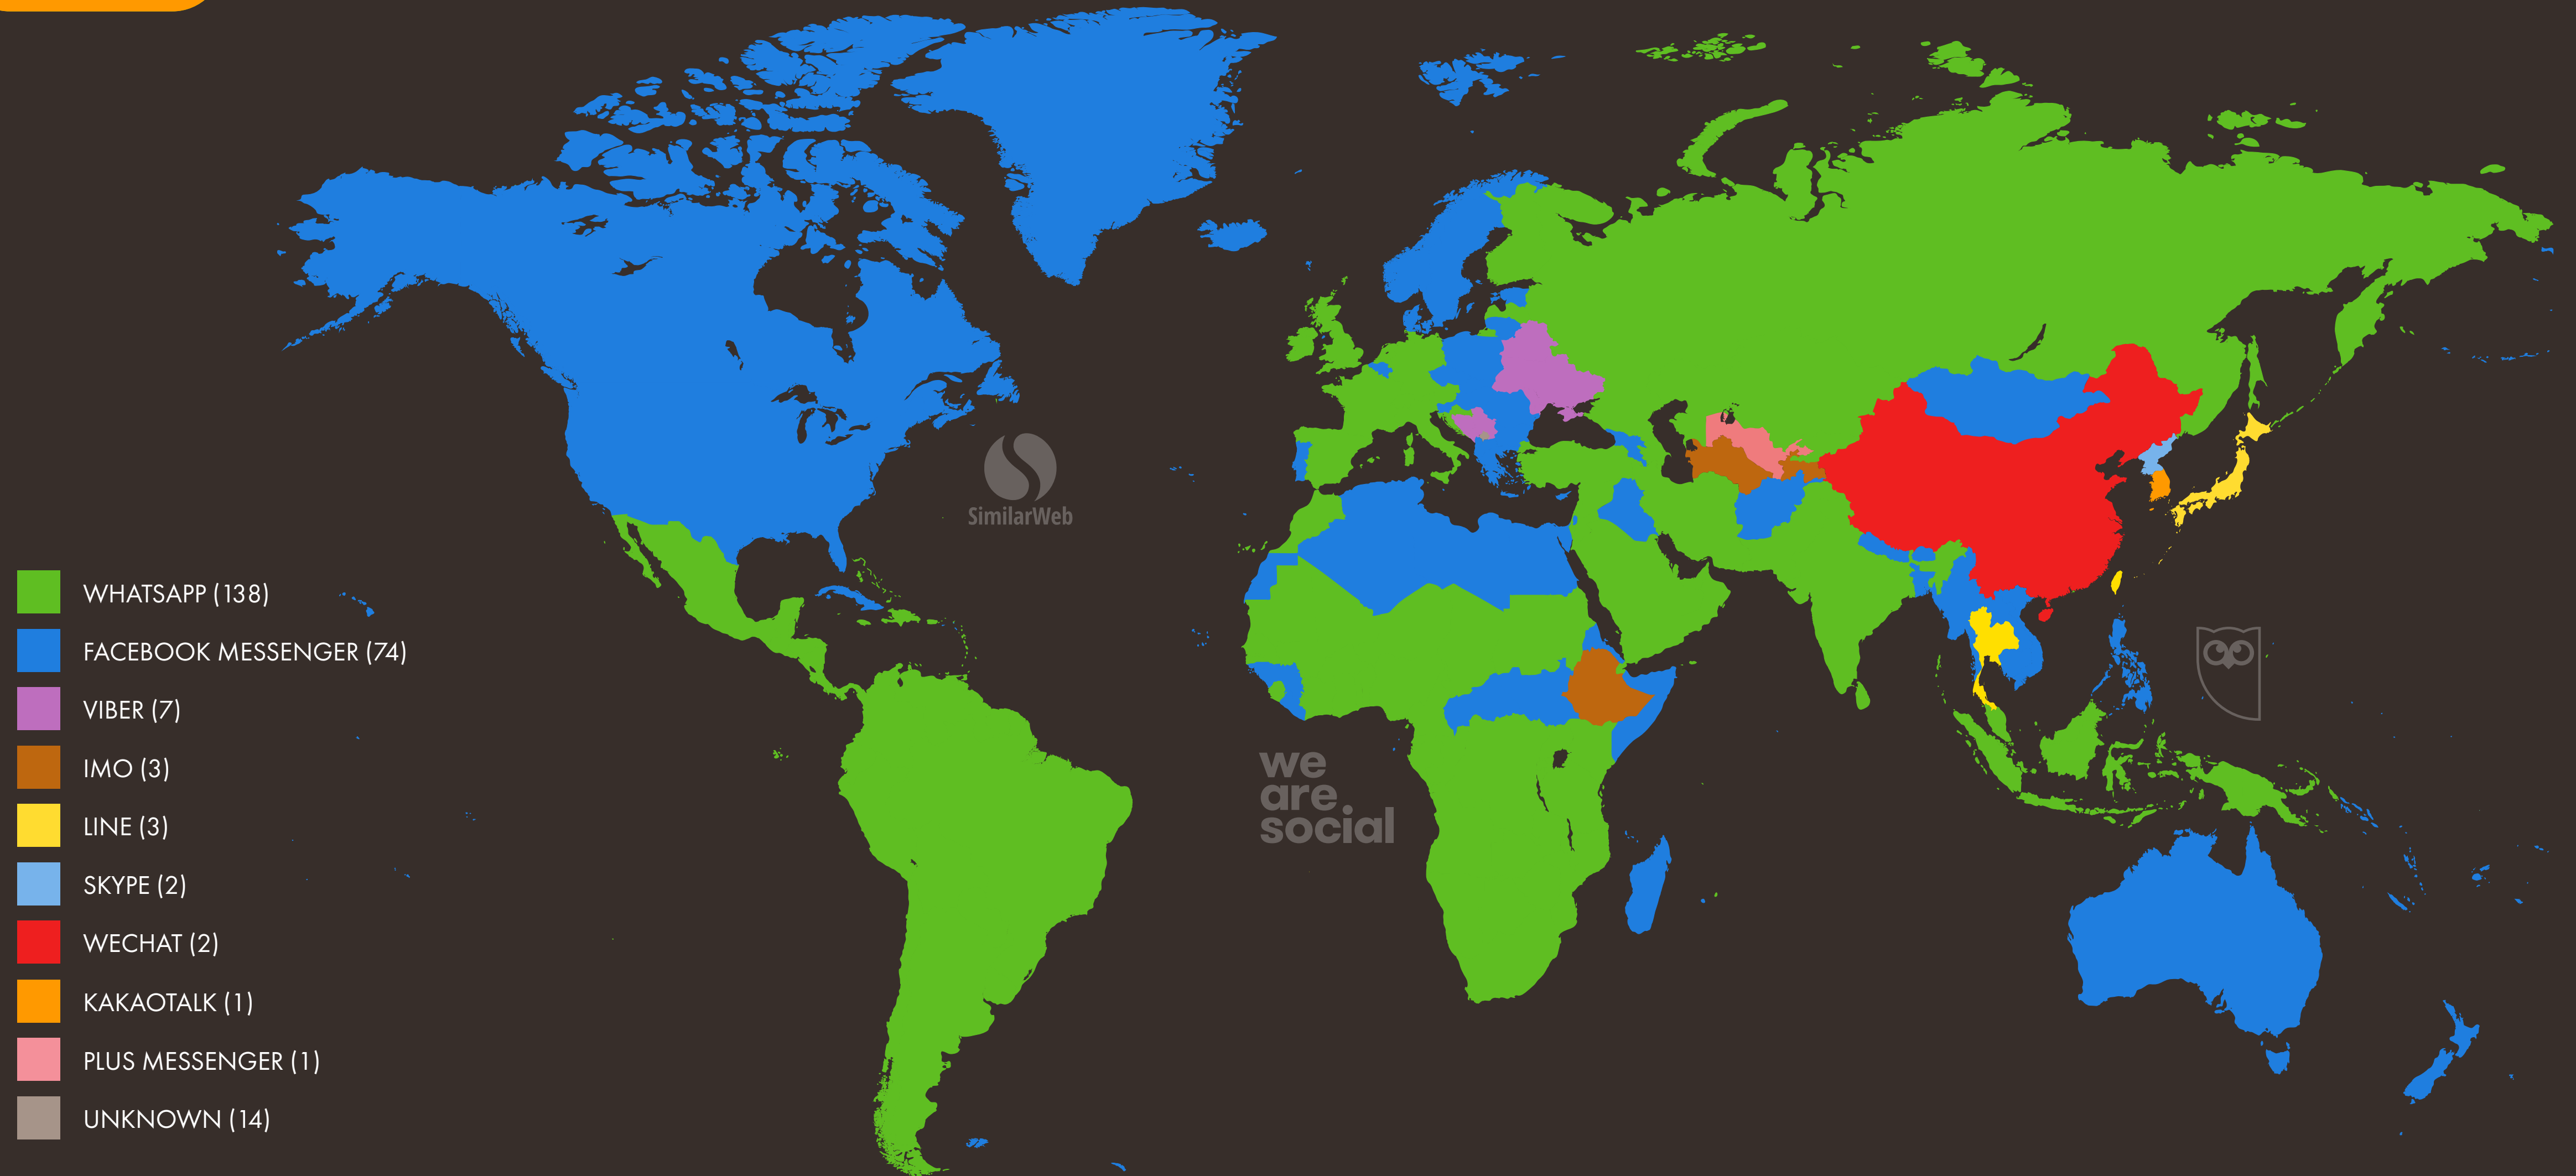 SimilarWeb
WHATSAPP (138)
FACEBOOK MESSENGER (74)
VIBER (7)
IMO (3)
LINE (3)
SKYPE (2)
WECHAT (2)
KAKAOTALK (1)
PLUS MESSENGER (1)
UNKNOWN (14)
we
are
social